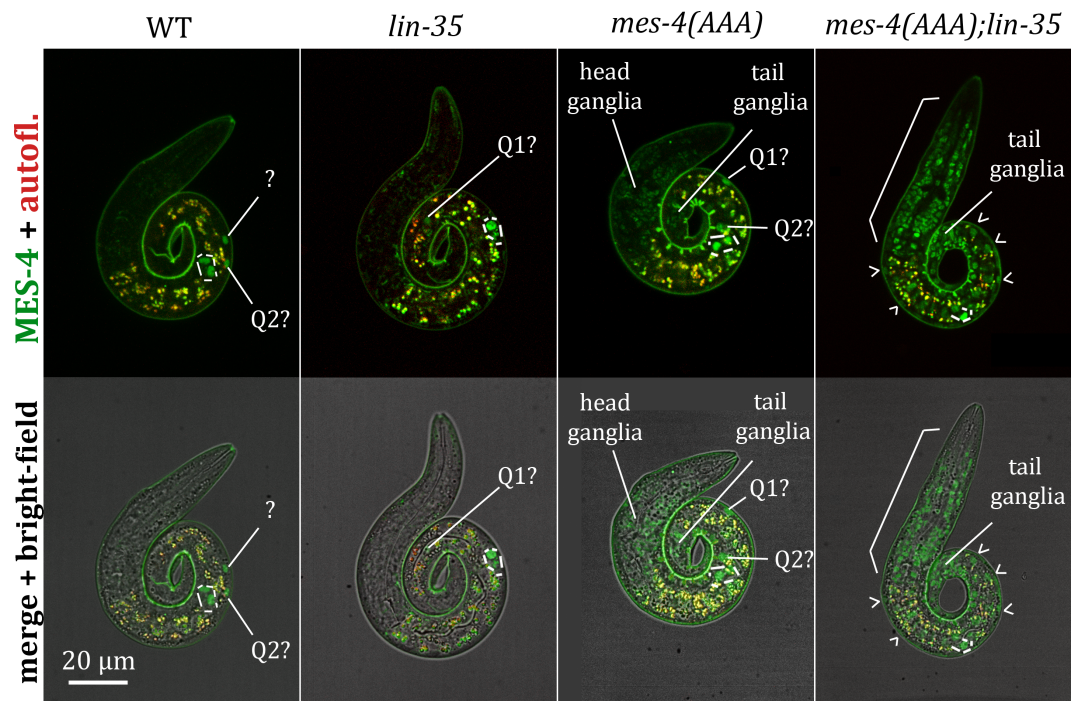 WT
lin-35
mes-4(AAA)
mes-4(AAA);lin-35
MES-4 + autofl.
?
Q2?
Q1?
head
ganglia
tail
ganglia
Q1?
Q2?
tail
ganglia
merge + bright-field
?
Q2?
20 µm
Q1?
head
ganglia
tail
ganglia
Q1?
Q2?
tail
ganglia